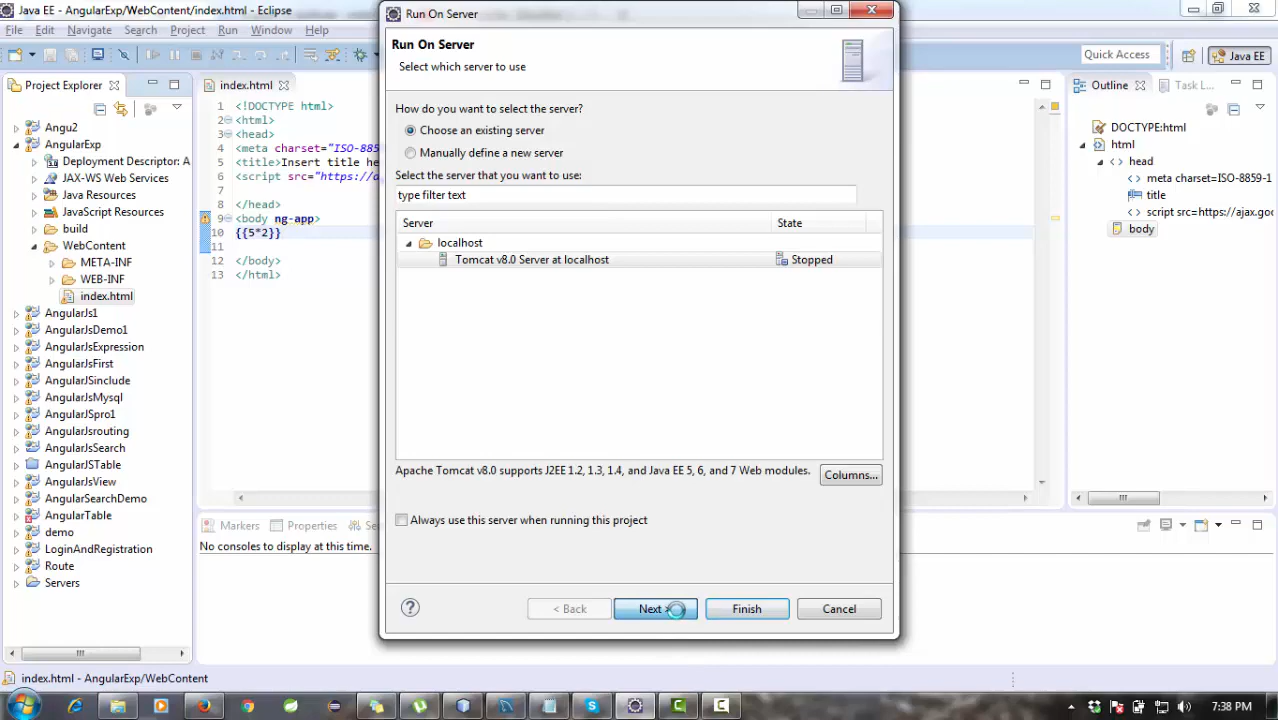 Java EE - AngularExp/WebContent/index.html - Eclipse
File Edit Navigate Search Project Run Window Help
Quick Access
Java EE
Project Explorer
Angu2
AngularExp
Deployment Descriptor: A
JAX-WS Web Services
Java Resources
JavaScript Resources
build
WebContent
META-INF
WEB-INF
index.html
AngularJs1
AngularJsDemo1
AngularJsExpression
AngularJsFirst
AngularJSinclude
AngularJsMysql
AngularJSpro1
AngularJsrouting
AngularJsSearch
AngularJSTable
AngularJsView
AngularSearchDemo
AngularTable
demo
LoginAndRegistration
Route
Servers
index.html
1 <!DOCTYPE html>
2 <html>
3 <head>
4 <meta charset="ISO-885
5 <title>Insert title he
6 <script src="https://a
7
8 </head>
9 <body ng-app>
10 {{5*2}}
11
12 </body>
13 </html>
Markers Properties Se
No consoles to display at this time.
Run On Server
Run On Server
Select which server to use
How do you want to select the server?
Choose an existing server
Manually define a new server
Select the server that you want to use:
type filter text
Server State
localhost
Tomcat v8.0 Server at localhost Stopped
Apache Tomcat v8.0 supports J2EE 1.2, 1.3, 1.4, and Java EE 5, 6, and 7 Web modules.
Columns...
Always use this server when running this project
< Back Next > Finish Cancel
Outline Task L...
DOCTYPE:html
html
head
meta charset=ISO-8859-1
title
script src=https://ajax.goo
body
index.html - AngularExp/WebContent
7:38 PM